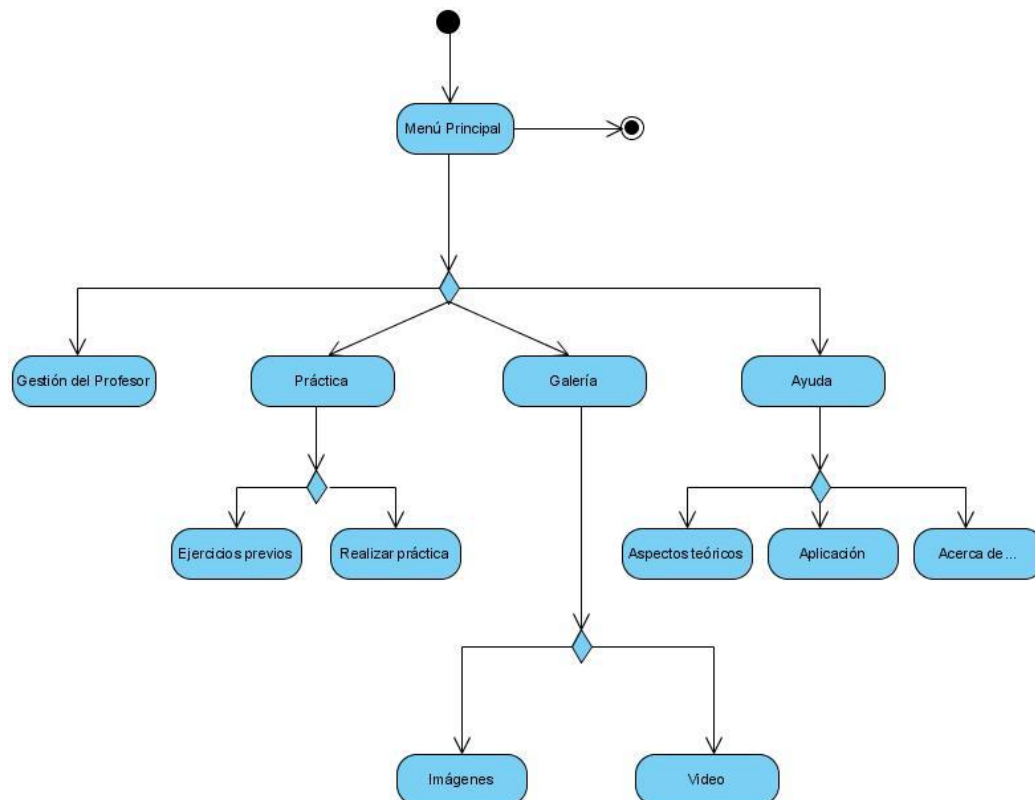 Menú Principal
Gestión del Profesor
Práctica
Galería
Ayuda
Ejercicios previos
Realizar práctica
Aspectos teóricos
Aplicación
Acerca de ...
Imágenes
Video